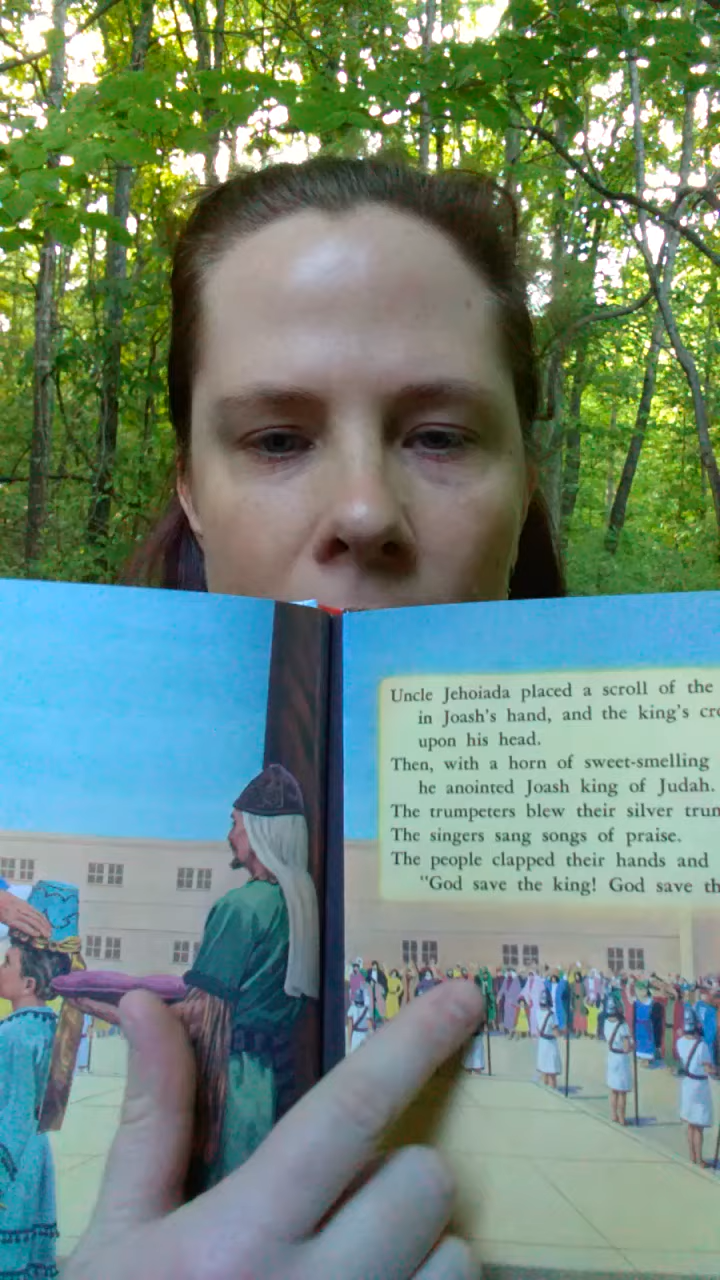 Uncle Jehoiada placed a scroll of the
in Joash's hand, and the king's
upon his head.
Then, with a horn of sweet-smelling
he anointed Joash king of Judah.
The trumpeters blew their silver
The singers sang songs of praise.
The people clapped their hands and
"God save the king! God save